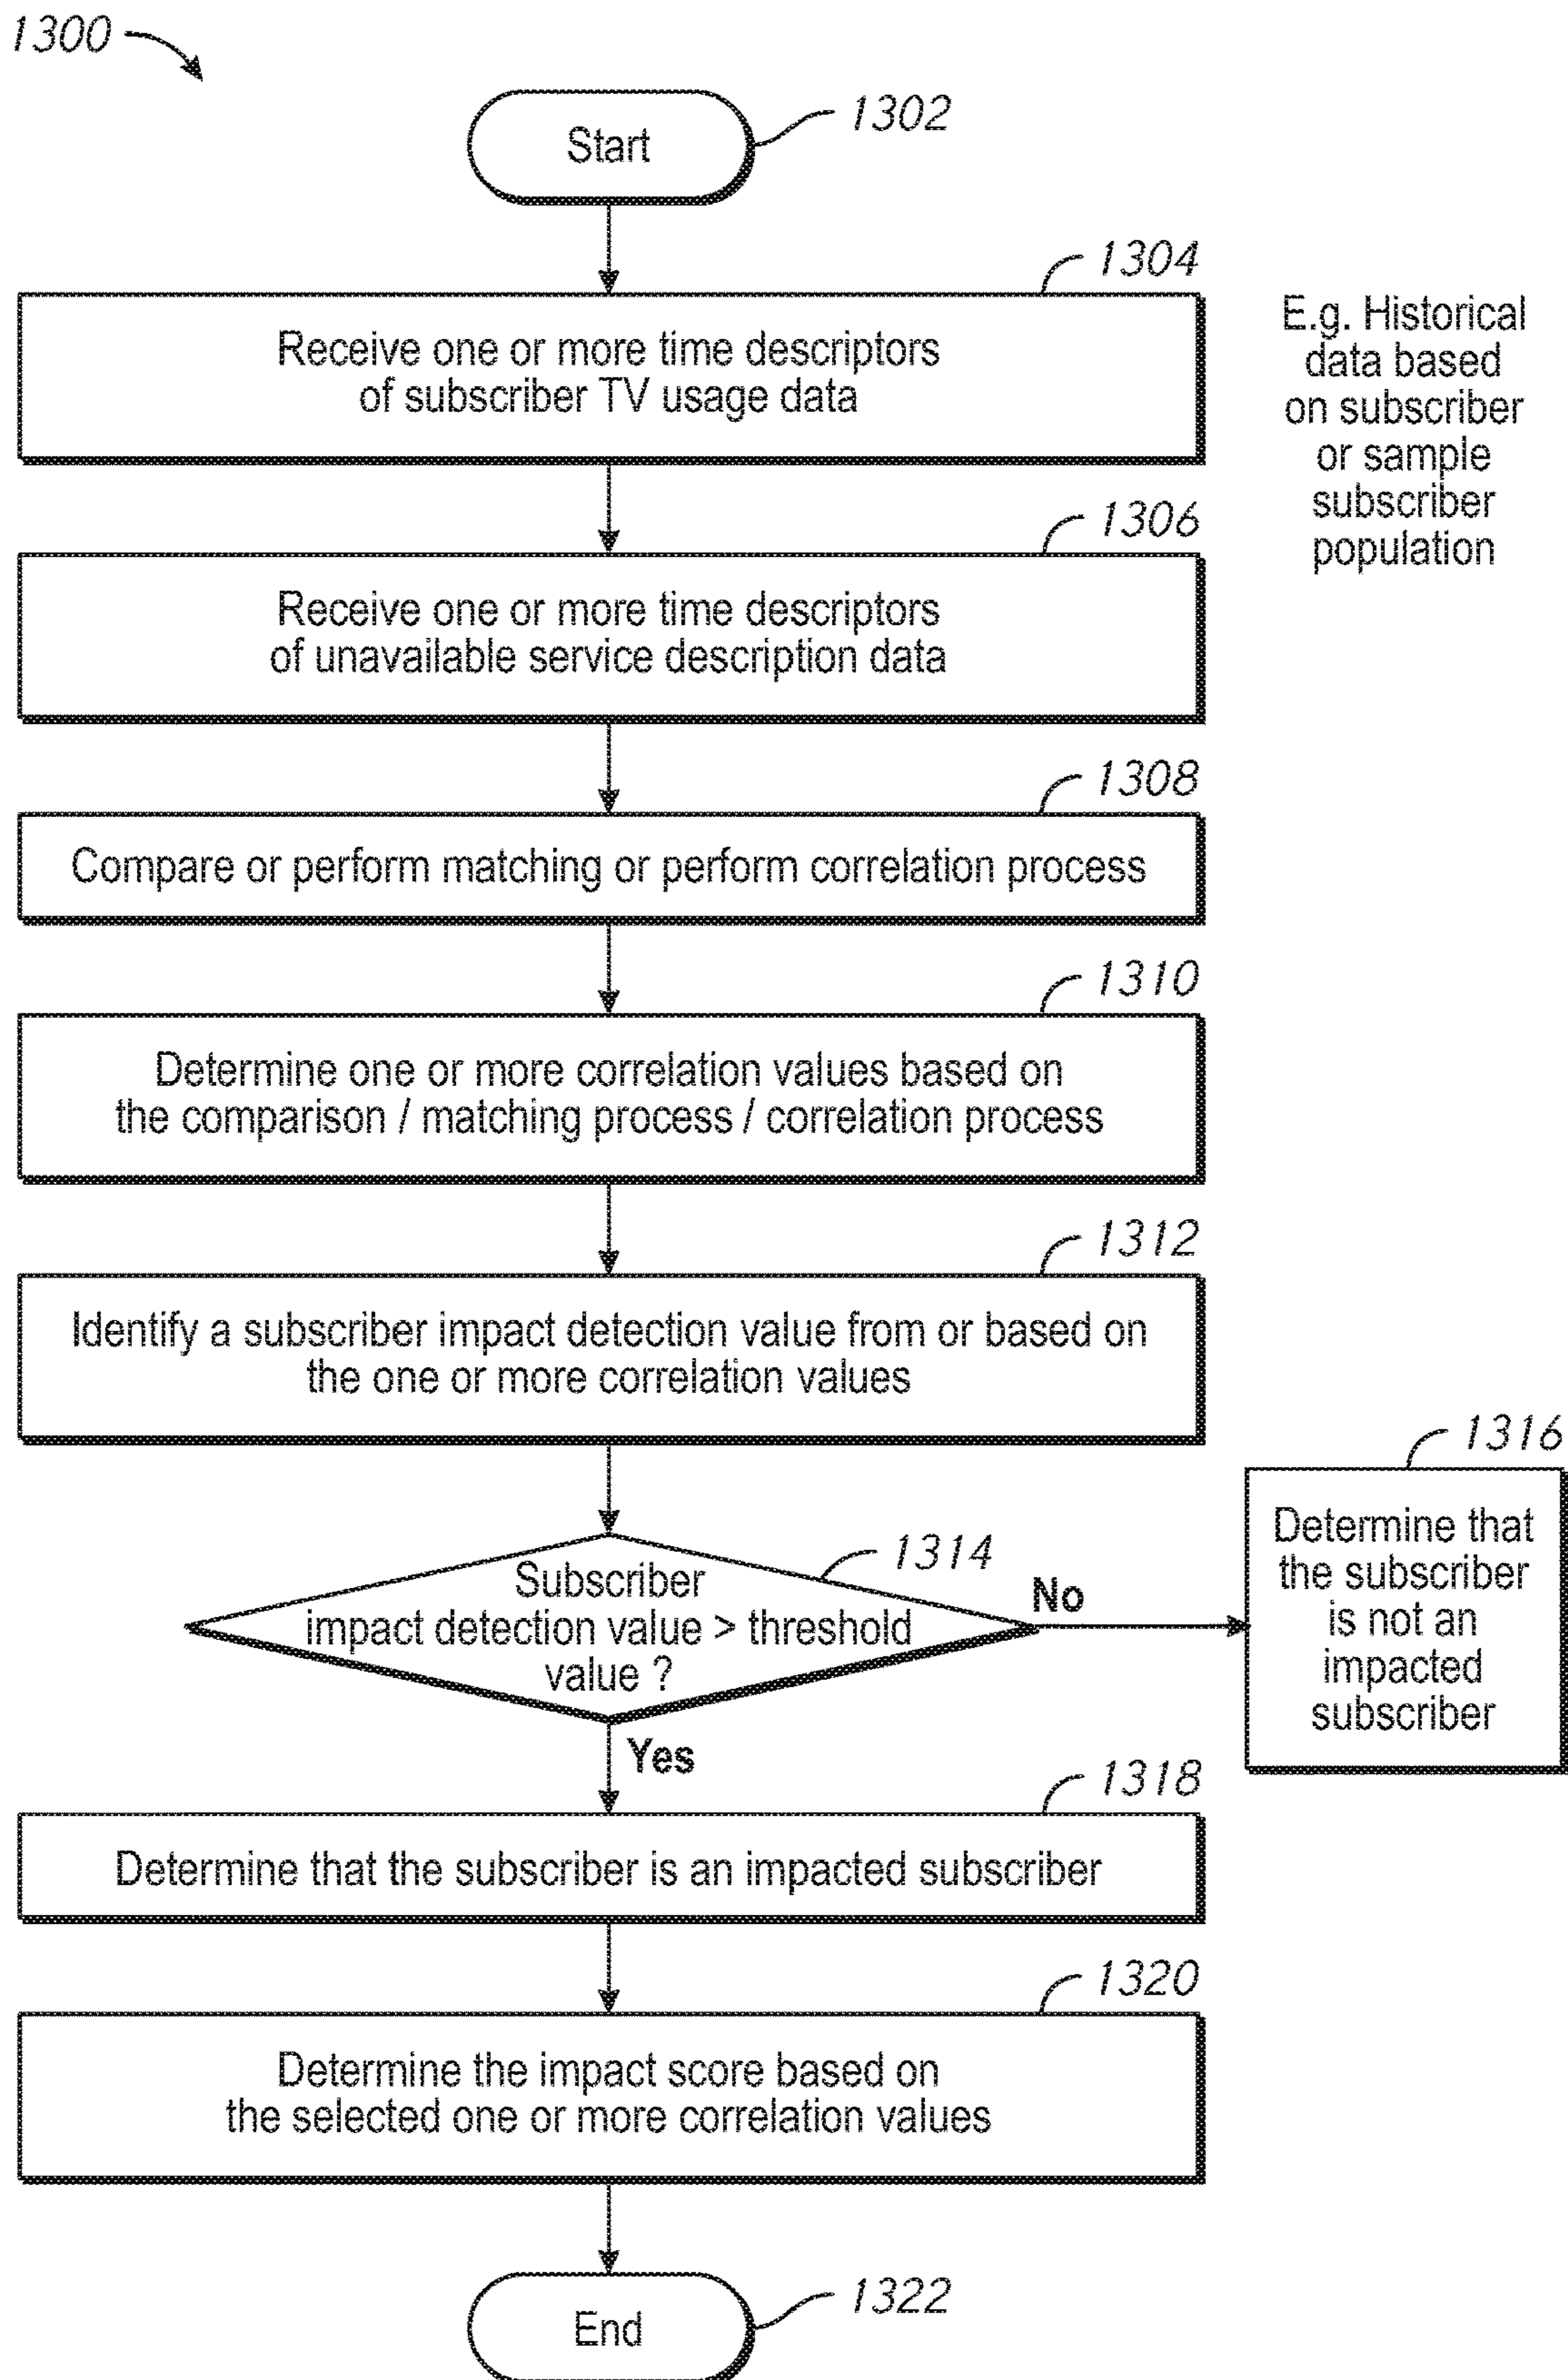 1300
Start
1302
1304
Receive one or more time descriptors
of subscriber TV usage data
E.g. Historical
data based
on subscriber
or sample
subscriber
population
1306
Receive one or more time descriptors
of unavailable service description data
1308
Compare or perform matching or perform correlation process
1310
Determine one or more correlation values based on
the comparison / matching process / correlation process
1312
Identify a subscriber impact detection value from or based on
the one or more correlation values
1314
Subscriber
impact detection value > threshold
value ?
No
1316
Determine that
the subscriber
is not an
impacted
subscriber
Yes
1318
Determine that the subscriber is an impacted subscriber
1320
Determine the impact score based on
the selected one or more correlation values
End
1322